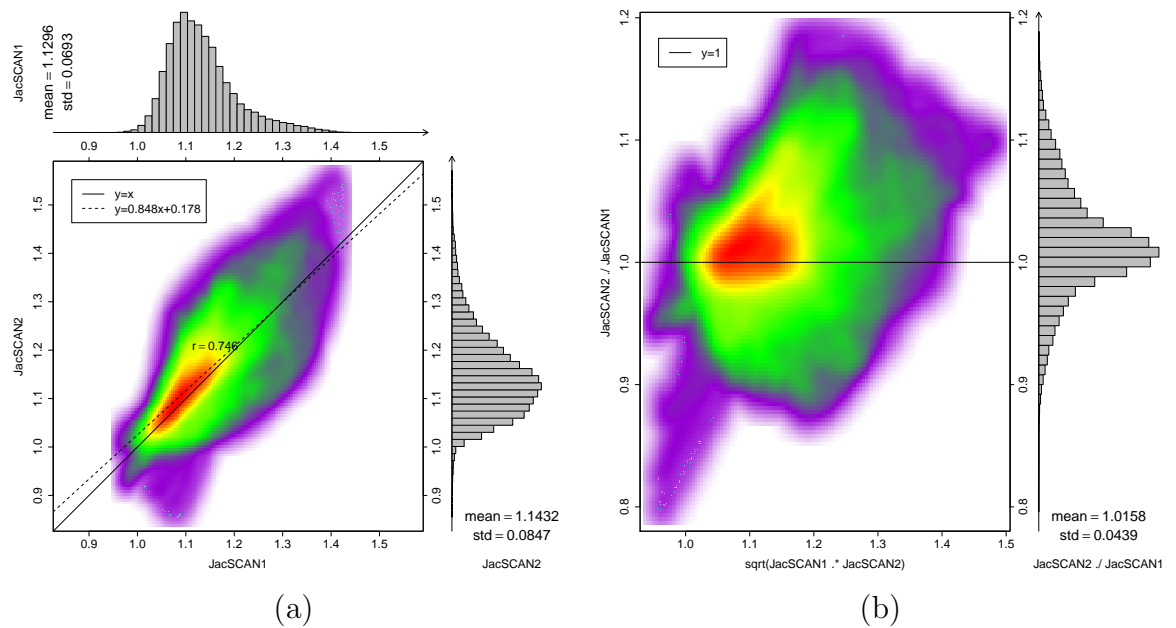 JacSCAN1
mean = 1.1296
std = 0.0693
0.9 1.0 1.1 1.2 1.3 1.4 1.5
y=x
y=0.848x+0.178
r = 0.746
JacSCAN2
1.5
1.4
1.3
1.2
1.1
1.0
0.9
0.9 1.0 1.1 1.2 1.3 1.4 1.5
JacSCAN1
1.5
1.4
1.3
1.2
1.1
1.0
0.9
mean = 1.1432
std = 0.0847
JacSCAN2
(a)
y=1
JacSCAN2 ./ JacSCAN1
1.2
1.1
1.0
0.9
0.8
1.0 1.1 1.2 1.3 1.4 1.5
sqrt(JacSCAN1 .* JacSCAN2)
1.2
1.1
1.0
0.9
0.8
mean = 1.0158
std = 0.0439
JacSCAN2 ./ JacSCAN1
(b)